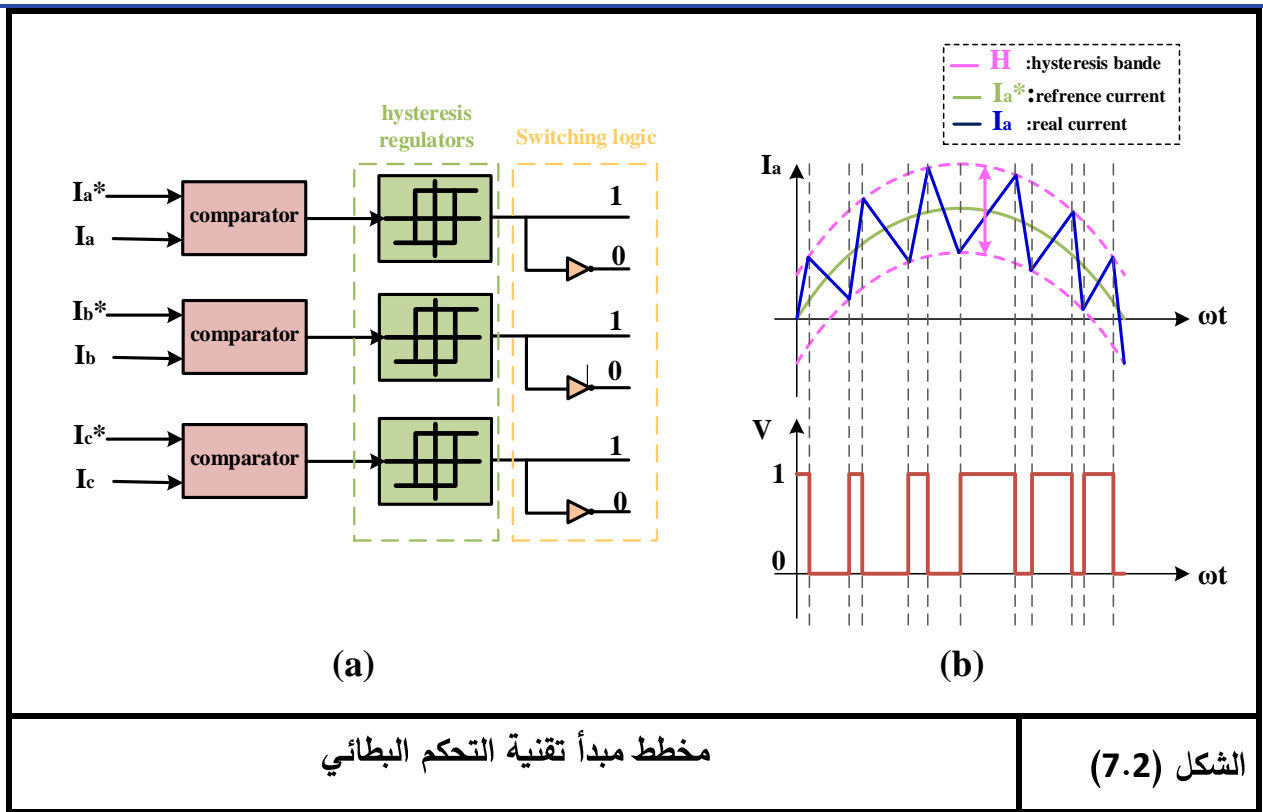 hysteresis
regulators
Switching logic
Ia*
Ia
comparator
1
0
Ib*
Ib
comparator
1
0
Ic*
Ic
comparator
1
0
(a)
H :hysteresis bande
Ia*:refrence current
Ia :real current
Ia
ωt
V
1
0
ωt
(b)
مخطط مبدأ تقنية التحكم البطائي
الشكل (7.2)